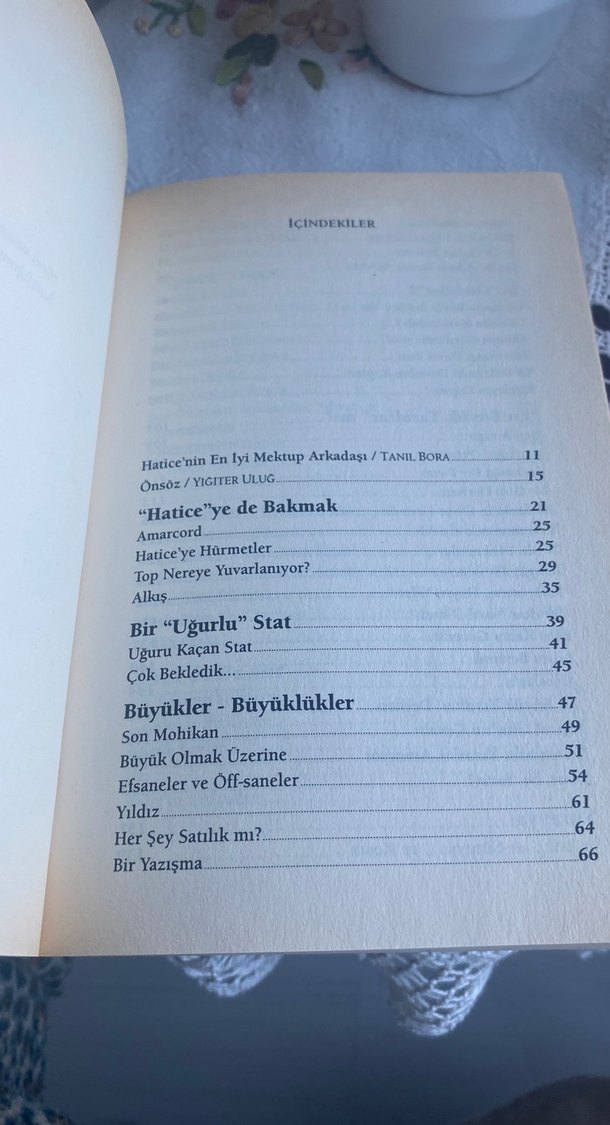 İÇİNDEKİLER
Hatice'nin En İyi Mektup Arkadaşı / TANIL BORA 11
Önsöz / YİĞİTER ULUĞ 15
"Hatice"ye de Bakmak 21
Amarcord 25
Hatice'ye Hürmetler 25
Top Nereye Yuvarlanıyor? 29
Alkış 35
Bir "Uğurlu" Stat 39
Uğuru Kaçan Stat 41
Çok Bekledik... 45
Büyükler - Büyüklükler 47
Son Mohikan 49
Büyük Olmak Üzerine 51
Efsaneler ve Öff-saneler 54
Yıldız 61
Her Şey Satılık mı? 64
Bir Yazışma 66